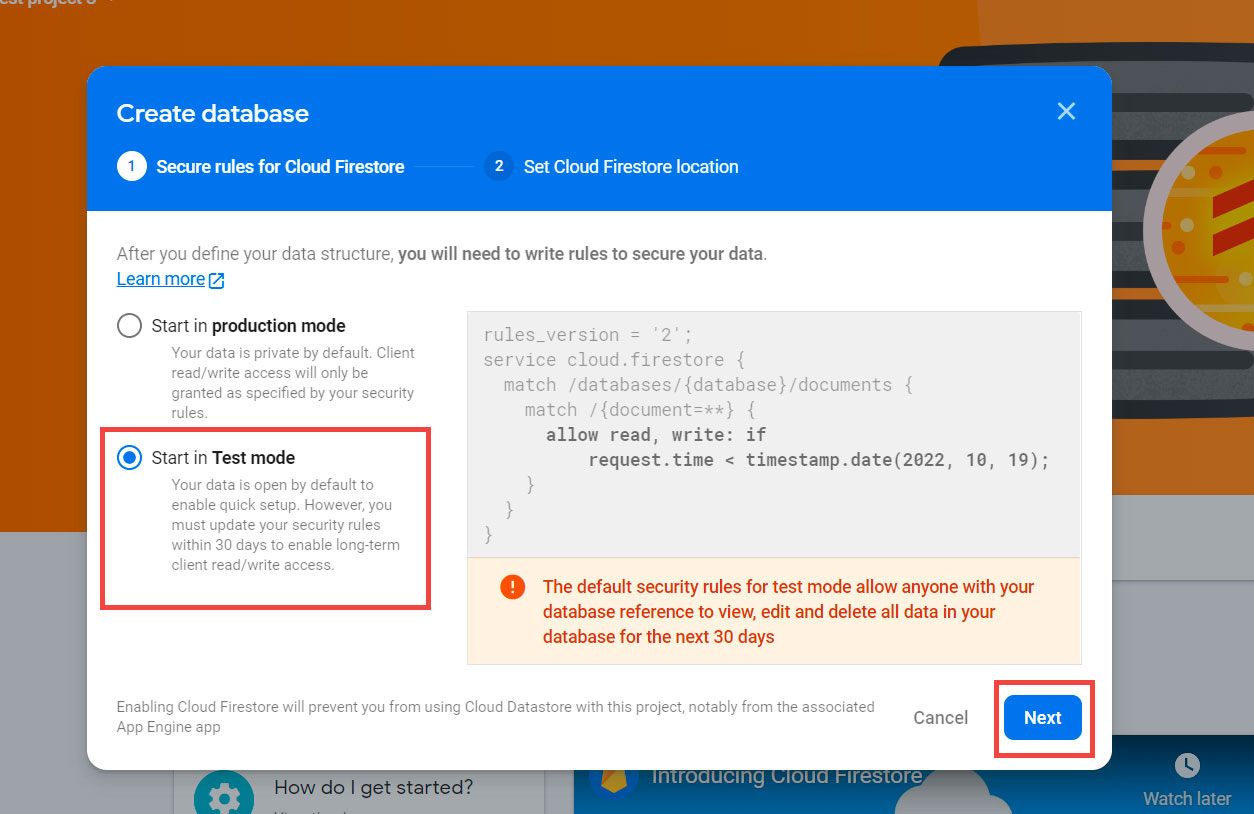 Create database
1 Secure rules for Cloud Firestore
2 Set Cloud Firestore location
After you define your data structure, you will need to write rules to secure your data.
Learn more
Start in production mode
Your data is private by default. Client
read/write access will only be
granted as specified by your security
rules.
Start in Test mode
Your data is open by default to
enable quick setup. However, you
must update your security rules
within 30 days to enable long-term
client read/write access.
rules_version = '2';
service cloud.firestore {
match /databases/{database}/documents {
match /{document=**} {
allow read, write: if
request.time < timestamp.date(2022, 10, 19);
}
}
}
The default security rules for test mode allow anyone with your
database reference to view, edit and delete all data in your
database for the next 30 days
Enabling Cloud Firestore will prevent you from using Cloud Datastore with this project, notably from the associated
App Engine app
Cancel
Next
How do I get started?
Introducing Cloud Firestore
Watch later